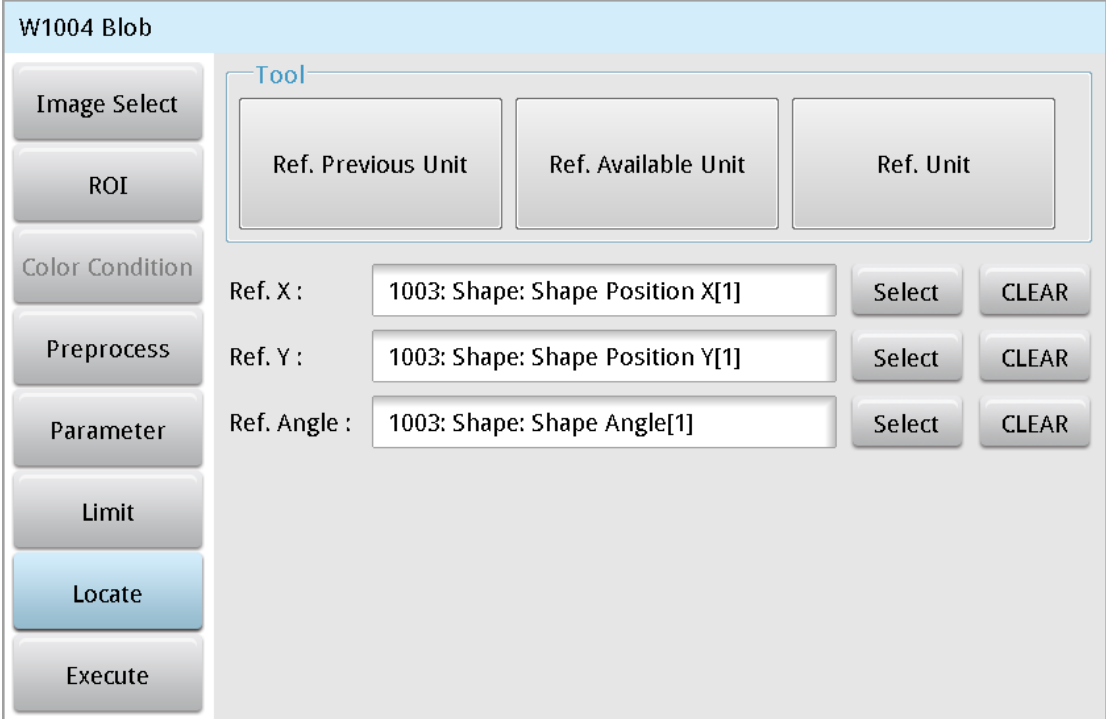 W1004 Blob
Image Select
ROI
Color Condition
Preprocess
Parameter
Limit
Locate
Execute
Tool
Ref. Previous Unit
Ref. Available Unit
Ref. Unit
Ref. X : 1003: Shape: Shape Position X[1] Select CLEAR
Ref. Y : 1003: Shape: Shape Position Y[1] Select CLEAR
Ref. Angle : 1003: Shape: Shape Angle[1] Select CLEAR